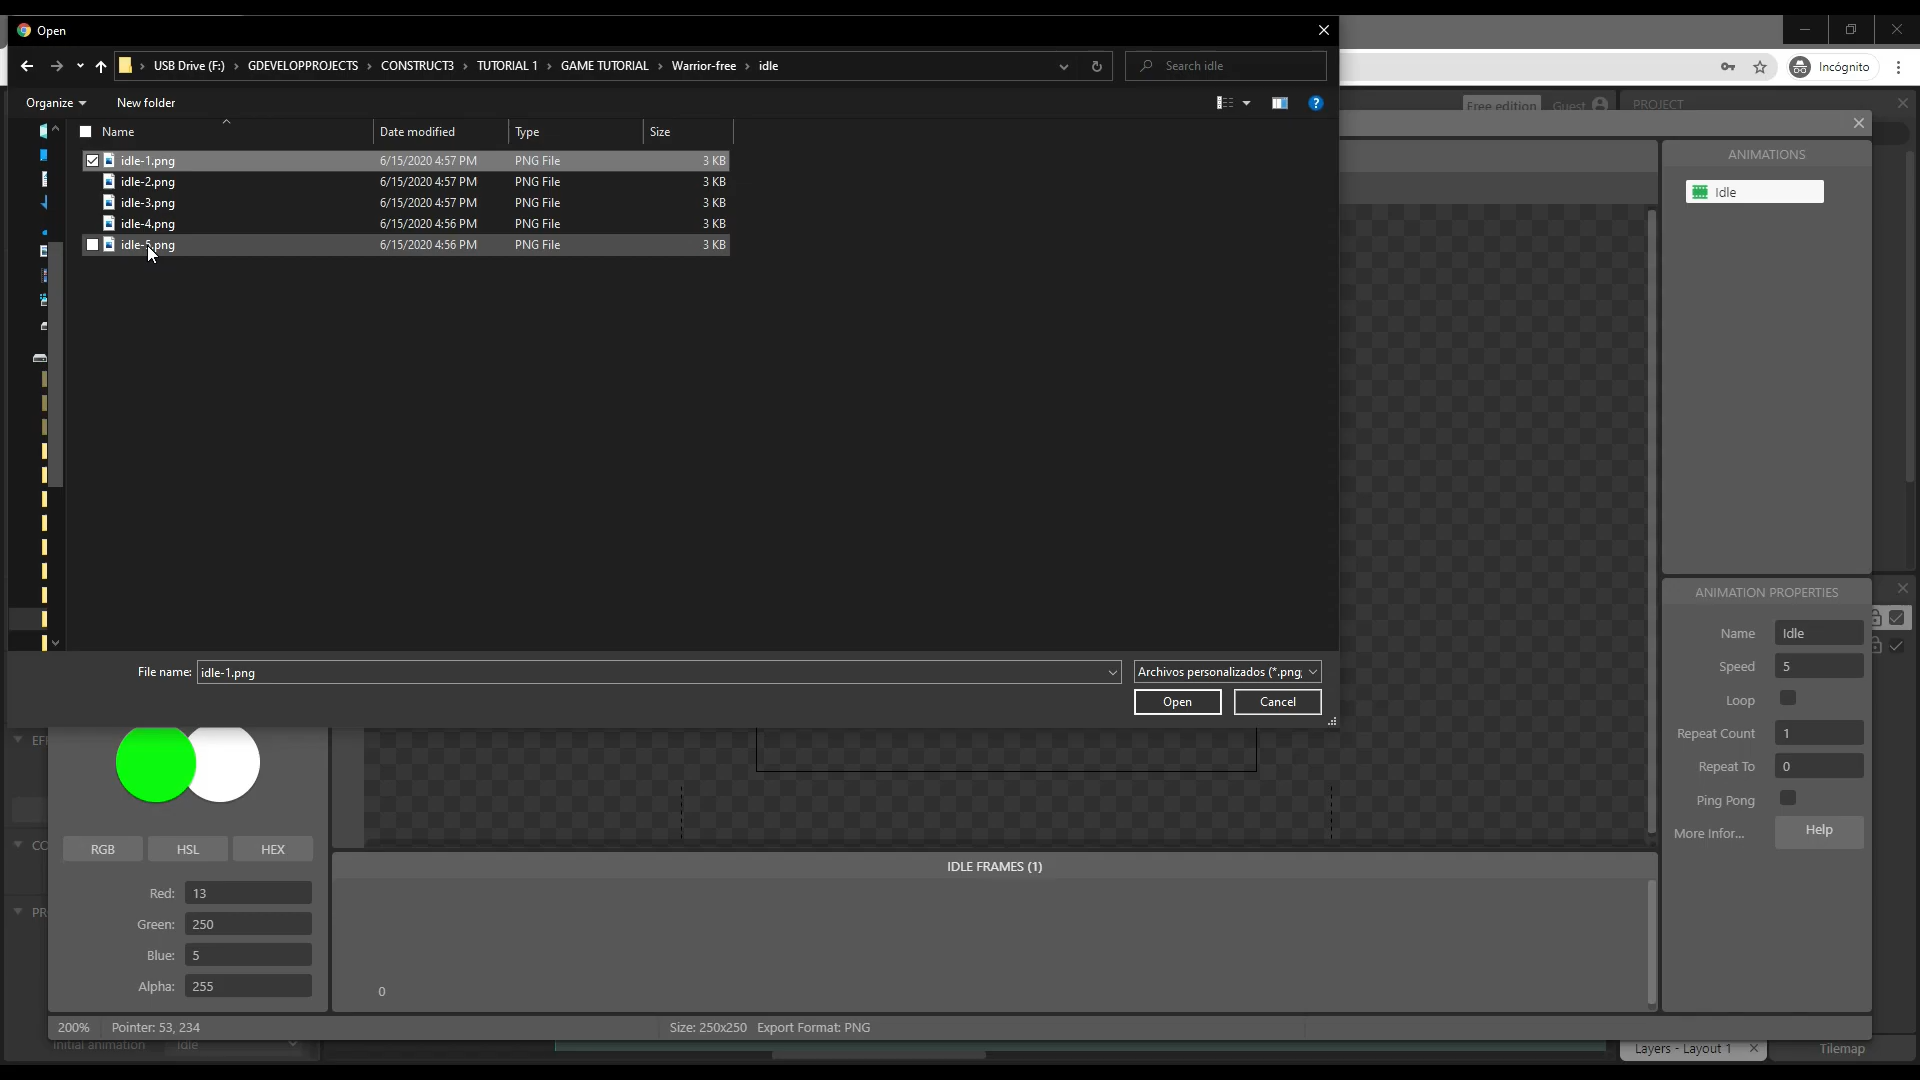 Open
Incógnito
USB Drive (F:) > GDEVELOPPROJECTS > CONSTRUCT3 > TUTORIAL 1 > GAME TUTORIAL > Warrior-free > idle
Search idle
Organize
New folder
Free edition
Guest
PROJECT
Name
Date modified
Type
Size
idle-1.png 6/15/2020 4:57 PM PNG File 3 KB
idle-2.png 6/15/2020 4:57 PM PNG File 3 KB
idle-3.png 6/15/2020 4:57 PM PNG File 3 KB
idle-4.png 6/15/2020 4:56 PM PNG File 3 KB
idle-5.png 6/15/2020 4:56 PM PNG File 3 KB
ANIMATIONS
Idle
File name: idle-1.png
Archivos personalizados (*.png,
Open
Cancel
ANIMATION PROPERTIES
Name Idle
Speed 5
Loop
Repeat Count 1
Repeat To 0
Ping Pong
More Infor... Help
EF
CO
PR
RGB
HSL
HEX
Red: 13
Green: 250
Blue: 5
Alpha: 255
IDLE FRAMES (1)
0
200%
Pointer: 53, 234
Size: 250x250
Export Format: PNG
Initial animation Idle
Layers - Layout 1
Tilemap